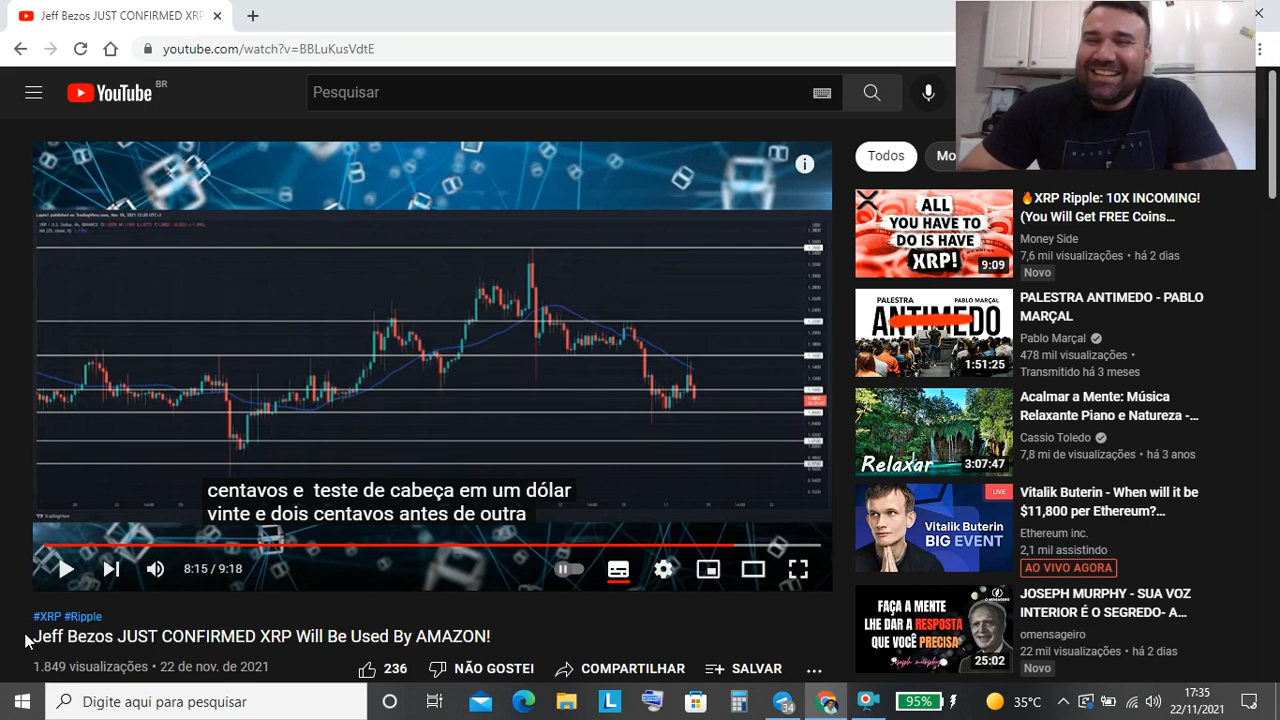 Jeff Bezos JUST CONFIRMED XRP
youtube.com/watch?v=BBLuKusVdtE
YouTube BR
Pesquisar
Todos
Mo
centavos e teste de cabeça em um dólar
vinte e dois centavos antes de outra
8:15 / 9:18
#XRP #Ripple
Jeff Bezos JUST CONFIRMED XRP Will Be Used By AMAZON!
1.849 visualizações • 22 de nov. de 2021
236
NÃO GOSTEI
COMPARTILHAR
SALVAR
ALL
YOU HAVE TO
DO IS HAVE
XRP!
9:09
🔥XRP Ripple: 10X INCOMING!
(You Will Get FREE Coins…
Money Side
7,6 mil visualizações • há 2 dias
Novo
PALESTRA
PABLO MARÇAL
ANTIMEDO
1:51:25
PALESTRA ANTIMEDO - PABLO
MARÇAL
Pablo Marçal
478 mil visualizações •
Transmitido há 3 meses
Relaxar
3:07:47
Acalmar a Mente: Música
Relaxante Piano e Natureza -…
Cassio Toledo
7,8 mi de visualizações • há 3 anos
LIVE
Vitalik Buterin
BIG EVENT
Vitalik Buterin - When will it be
$11,800 per Ethereum?…
Ethereum inc.
2,1 mil assistindo
AO VIVO AGORA
FAÇA A MENTE
LHE DAR A RESPOSTA
QUE VOCÊ PRECISA
Joseph murphy
25:02
JOSEPH MURPHY - SUA VOZ
INTERIOR É O SEGREDO- A…
omensageiro
22 mil visualizações • há 2 dias
Novo
Digite aqui para pesquisar
L
34
95%
35°C
17:35
22/11/2021